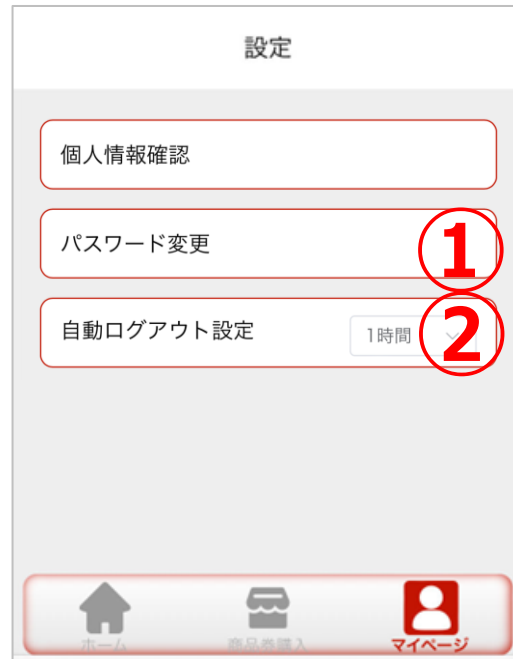 設定
個人情報確認
パスワード変更
①
自動ログアウト設定
1時間
②
ホーム
商品券購入
マイページ